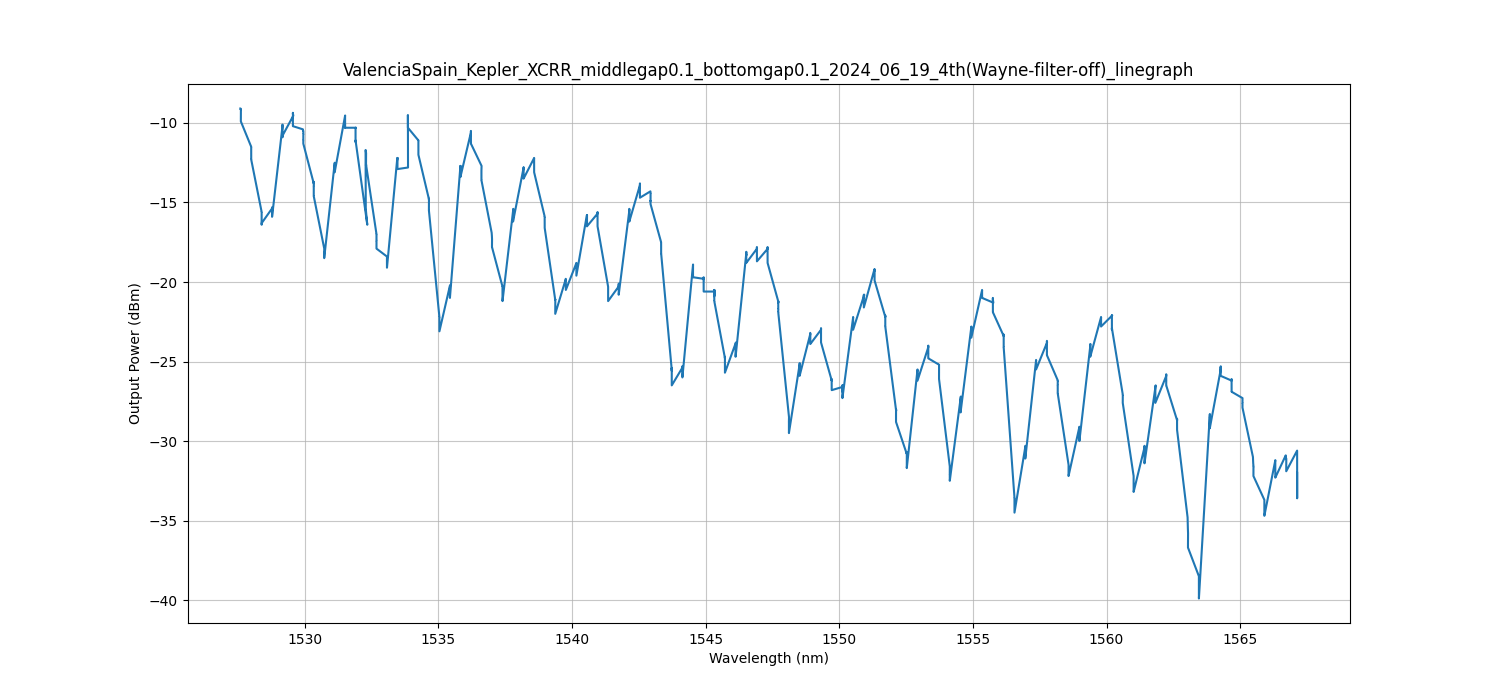 ValenciaSpain_Kepler_XCRR_middlegap0.1_bottomgap0.1_2024_06_19_4th(Wayne-filter-off)_linegraph
Output Power (dBm)
−10
−15
−20
−25
−30
−35
−40
1530 1535 1540 1545 1550 1555 1560 1565
Wavelength (nm)